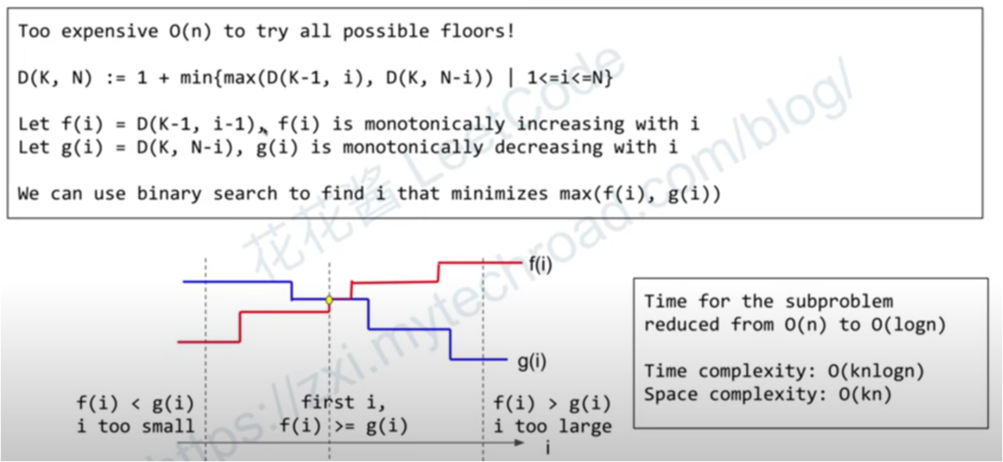 Too expensive O(n) to try all possible floors!
D(K, N) := 1 + min{max(D(K-1, i), D(K, N-i)) | 1<=i<=N}
Let f(i) = D(K-1, i-1), f(i) is monotonically increasing with i
Let g(i) = D(K, N-i), g(i) is monotonically decreasing with i
We can use binary search to find i that minimizes max(f(i), g(i))
花花酱 LeetCode
https://zxi.mytechroad.com/blog/
f(i)
g(i)
f(i) < g(i)
i too small
first i,
f(i) >= g(i)
f(i) > g(i)
i too large
i
Time for the subproblem
reduced from O(n) to O(logn)
Time complexity: O(knlogn)
Space complexity: O(kn)